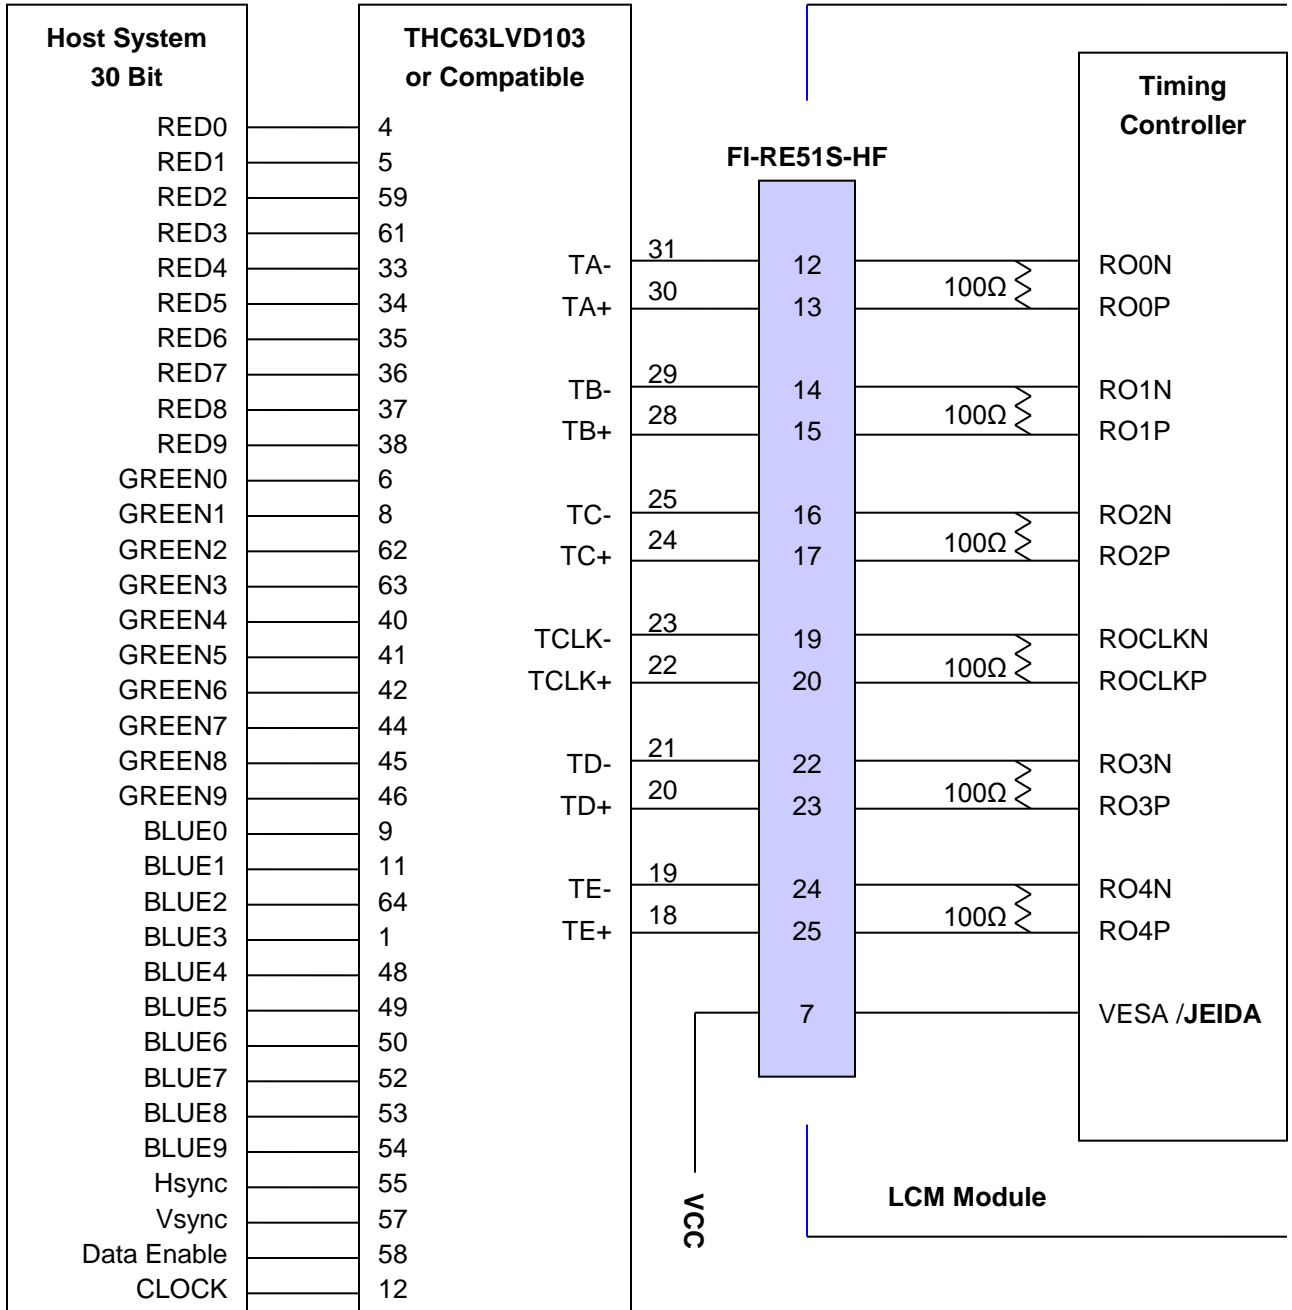 Host System
30 Bit
RED0
RED1
RED2
RED3
RED4
RED5
RED6
RED7
RED8
RED9
GREEN0
GREEN1
GREEN2
GREEN3
GREEN4
GREEN5
GREEN6
GREEN7
GREEN8
GREEN9
BLUE0
BLUE1
BLUE2
BLUE3
BLUE4
BLUE5
BLUE6
BLUE7
BLUE8
BLUE9
Hsync
Vsync
Data Enable
CLOCK
THC63LVD103
or Compatible
4
5
59
61
33
34
35
36
37
38
6
8
62
63
40
41
42
44
45
46
9
11
64
1
48
49
50
52
53
54
55
57
58
12
TA-
TA+
TB-
TB+
TC-
TC+
TCLK-
TCLK+
TD-
TD+
TE-
TE+
31
30
29
28
25
24
23
22
21
20
19
18
VCC
FI-RE51S-HF
12
13
14
15
16
17
19
20
22
23
24
25
7
100Ω
100Ω
100Ω
100Ω
100Ω
100Ω
Timing
Controller
RO0N
RO0P
RO1N
RO1P
RO2N
RO2P
ROCLKN
ROCLKP
RO3N
RO3P
RO4N
RO4P
VESA /JEIDA
LCM Module